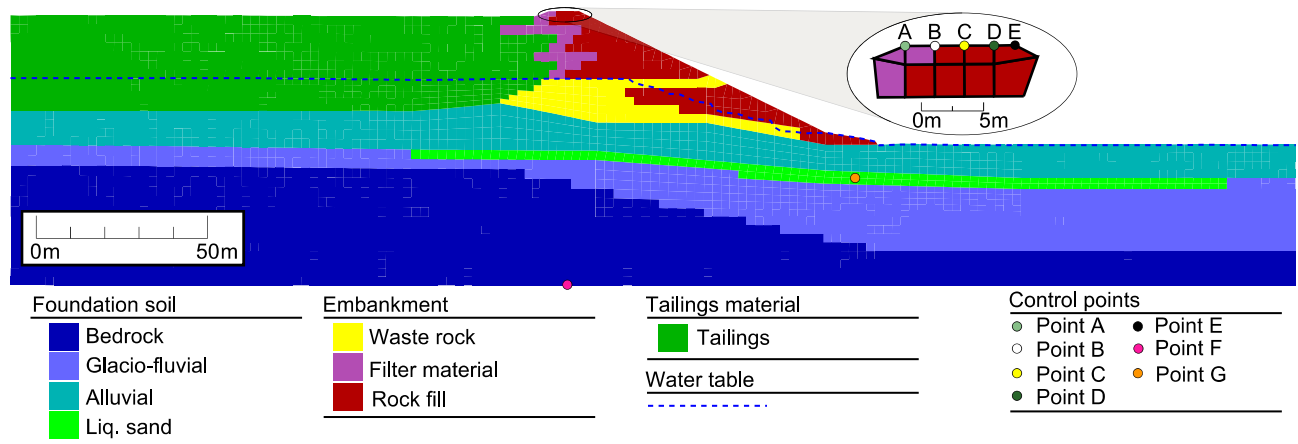 A B C D E
0m 5m
0m 50m
Foundation soil
Bedrock
Glacio-fluvial
Alluvial
Liq. sand
Embankment
Waste rock
Filter material
Rock fill
Tailings material
Tailings
Water table
Control points
Point A
Point B
Point C
Point D
Point E
Point F
Point G